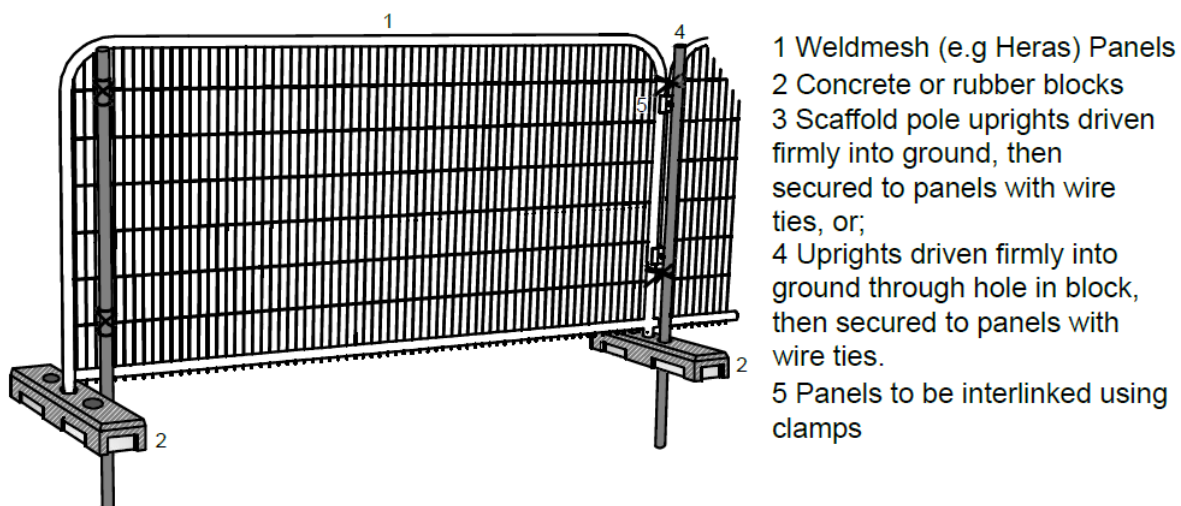 1
4
5
2
2
1 Weldmesh (e.g Heras) Panels
2 Concrete or rubber blocks
3 Scaffold pole uprights driven
firmly into ground, then
secured to panels with wire
ties, or;
4 Uprights driven firmly into
ground through hole in block,
then secured to panels with
wire ties.
5 Panels to be interlinked using
clamps